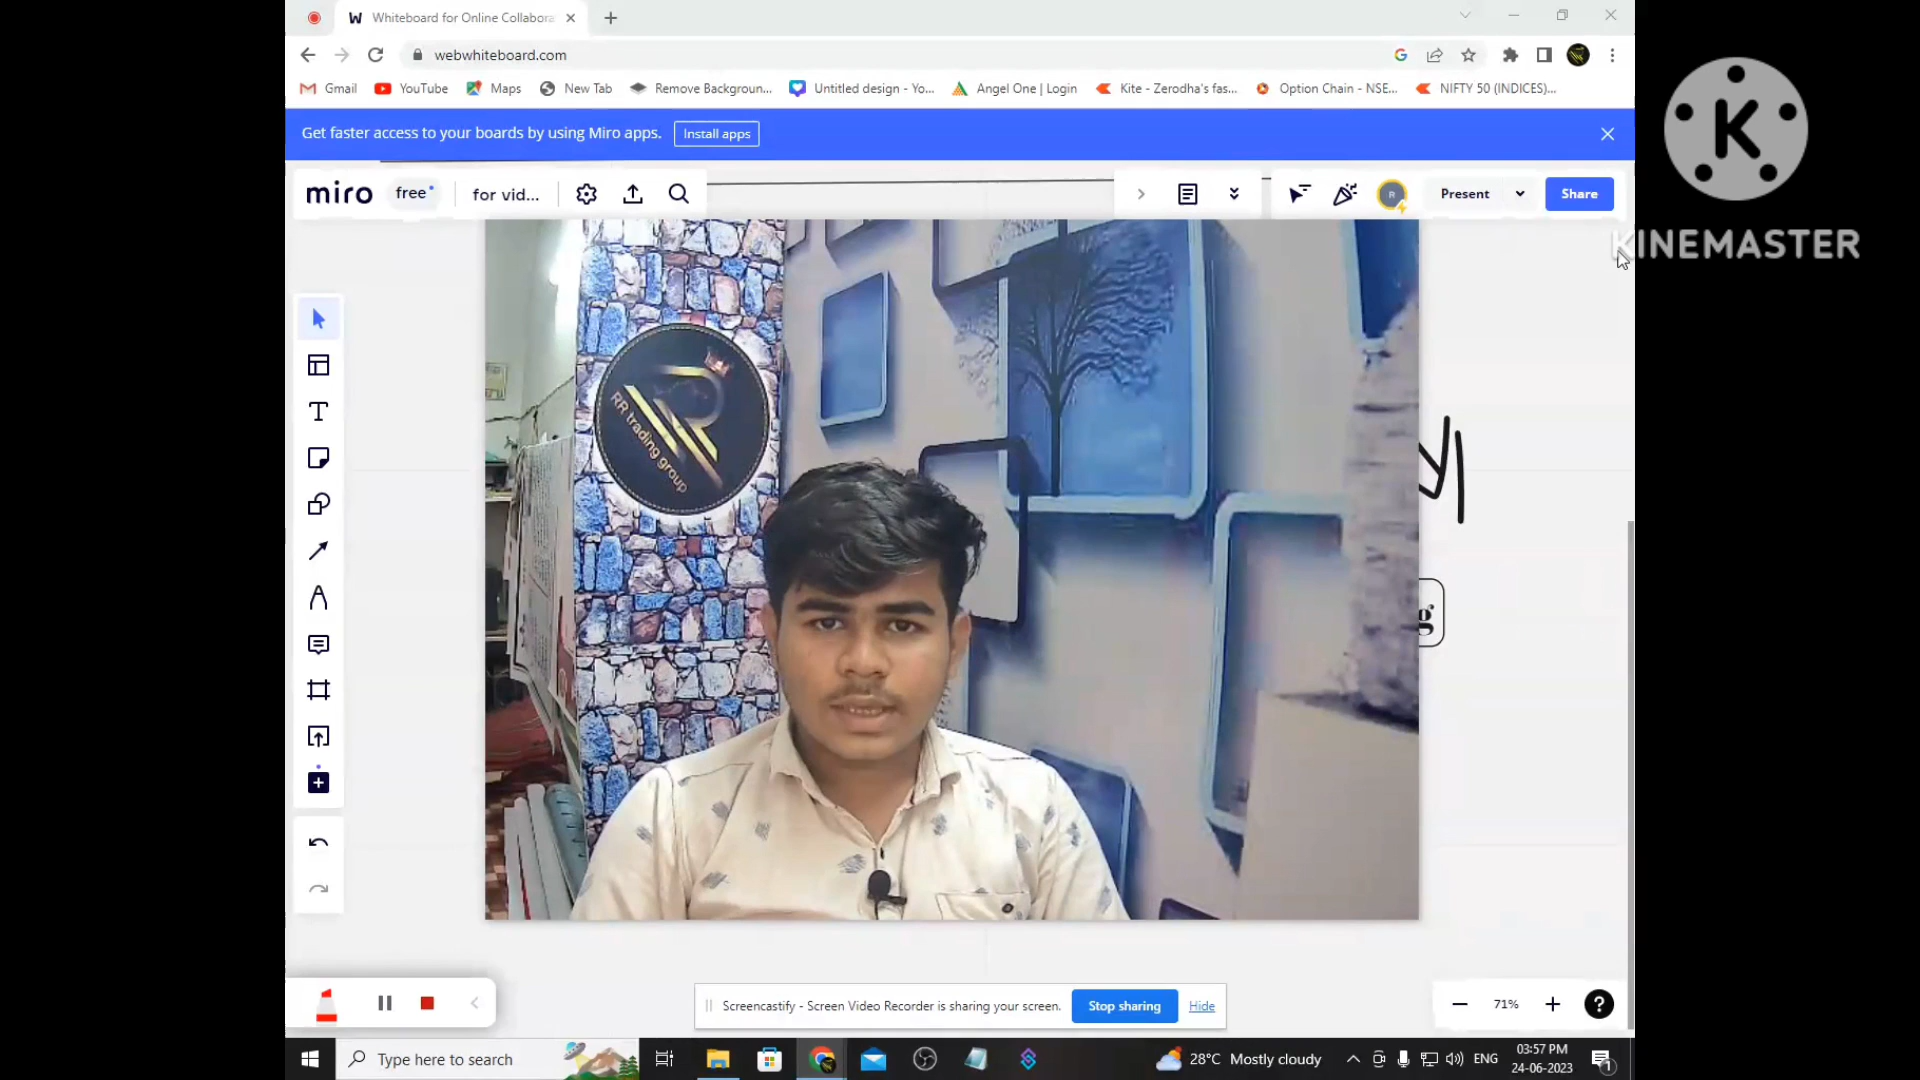 Whiteboard for Online Collabora
webwhiteboard.com
Gmail YouTube Maps New Tab Remove Backgroun... Untitled design - Yo... Angel One | Login Kite - Zerodha's fas... Option Chain - NSE... NIFTY 50 (INDICES)...
Get faster access to your boards by using Miro apps. Install apps
miro free for vid... Present Share
KINEMASTER
RR trading group
g
Screencastify - Screen Video Recorder is sharing your screen. Stop sharing Hide
71%
Type here to search
28°C Mostly cloudy
ENG
03:57 PM
24-06-2023